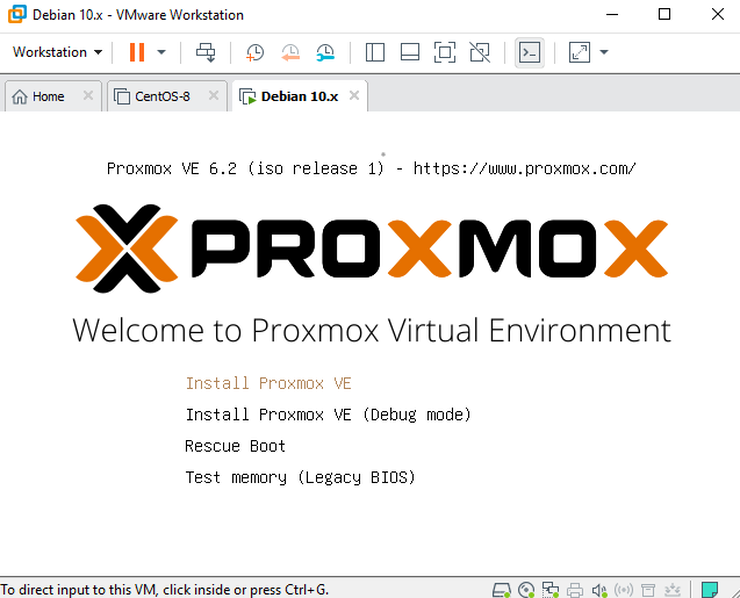 Debian 10.x - VMware Workstation
Workstation
Home
CentOS-8
Debian 10.x
Proxmox VE 6.2 (iso release 1) - https://www.proxmox.com/
PROXMOX
Welcome to Proxmox Virtual Environment
Install Proxmox VE
Install Proxmox VE (Debug mode)
Rescue Boot
Test memory (Legacy BIOS)
To direct input to this VM, click inside or press Ctrl+G.